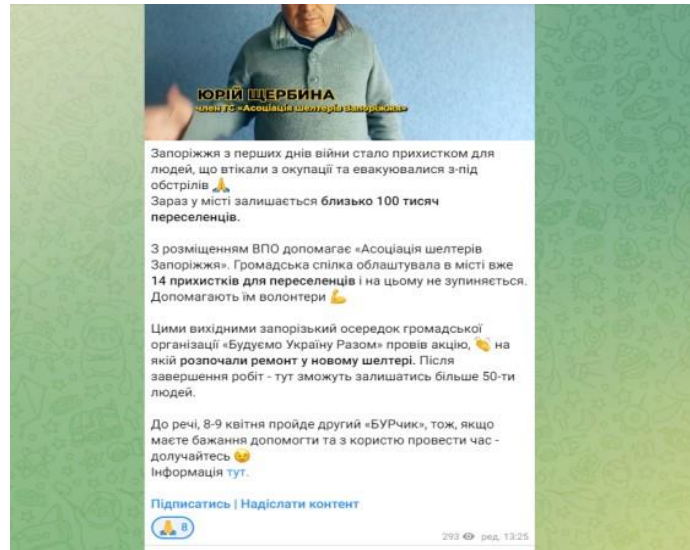 ЮРІЙ ЩЕРБИНА
член ГС «Асоціація шелтерів Запоріжжя»
Запоріжжя з перших днів війни стало прихистком для
людей, що втікали з окупації та евакуювалися з-під
обстрілів 🙏
Зараз у місті залишається близько 100 тисяч
переселенців.
З розміщенням ВПО допомагає «Асоціація шелтерів
Запоріжжя». Громадська спілка облаштувала в місті вже
14 прихистків для переселенців і на цьому не зупиняється.
Допомагають їм волонтери 💪
Цими вихідними запорізький осередок громадської
організації «Будуємо Україну Разом» провів акцію, 👏 на
якій розпочали ремонт у новому шелтері. Після
завершення робіт - тут зможуть залишатись більше 50-ти
людей.
До речі, 8-9 квітня пройде другий «БУРчик», тож, якщо
маєте бажання допомогти та з користю провести час -
долучайтесь 😉
Інформація тут.
Підписатись | Надіслати контент
🙏 8
293 ред. 13:25